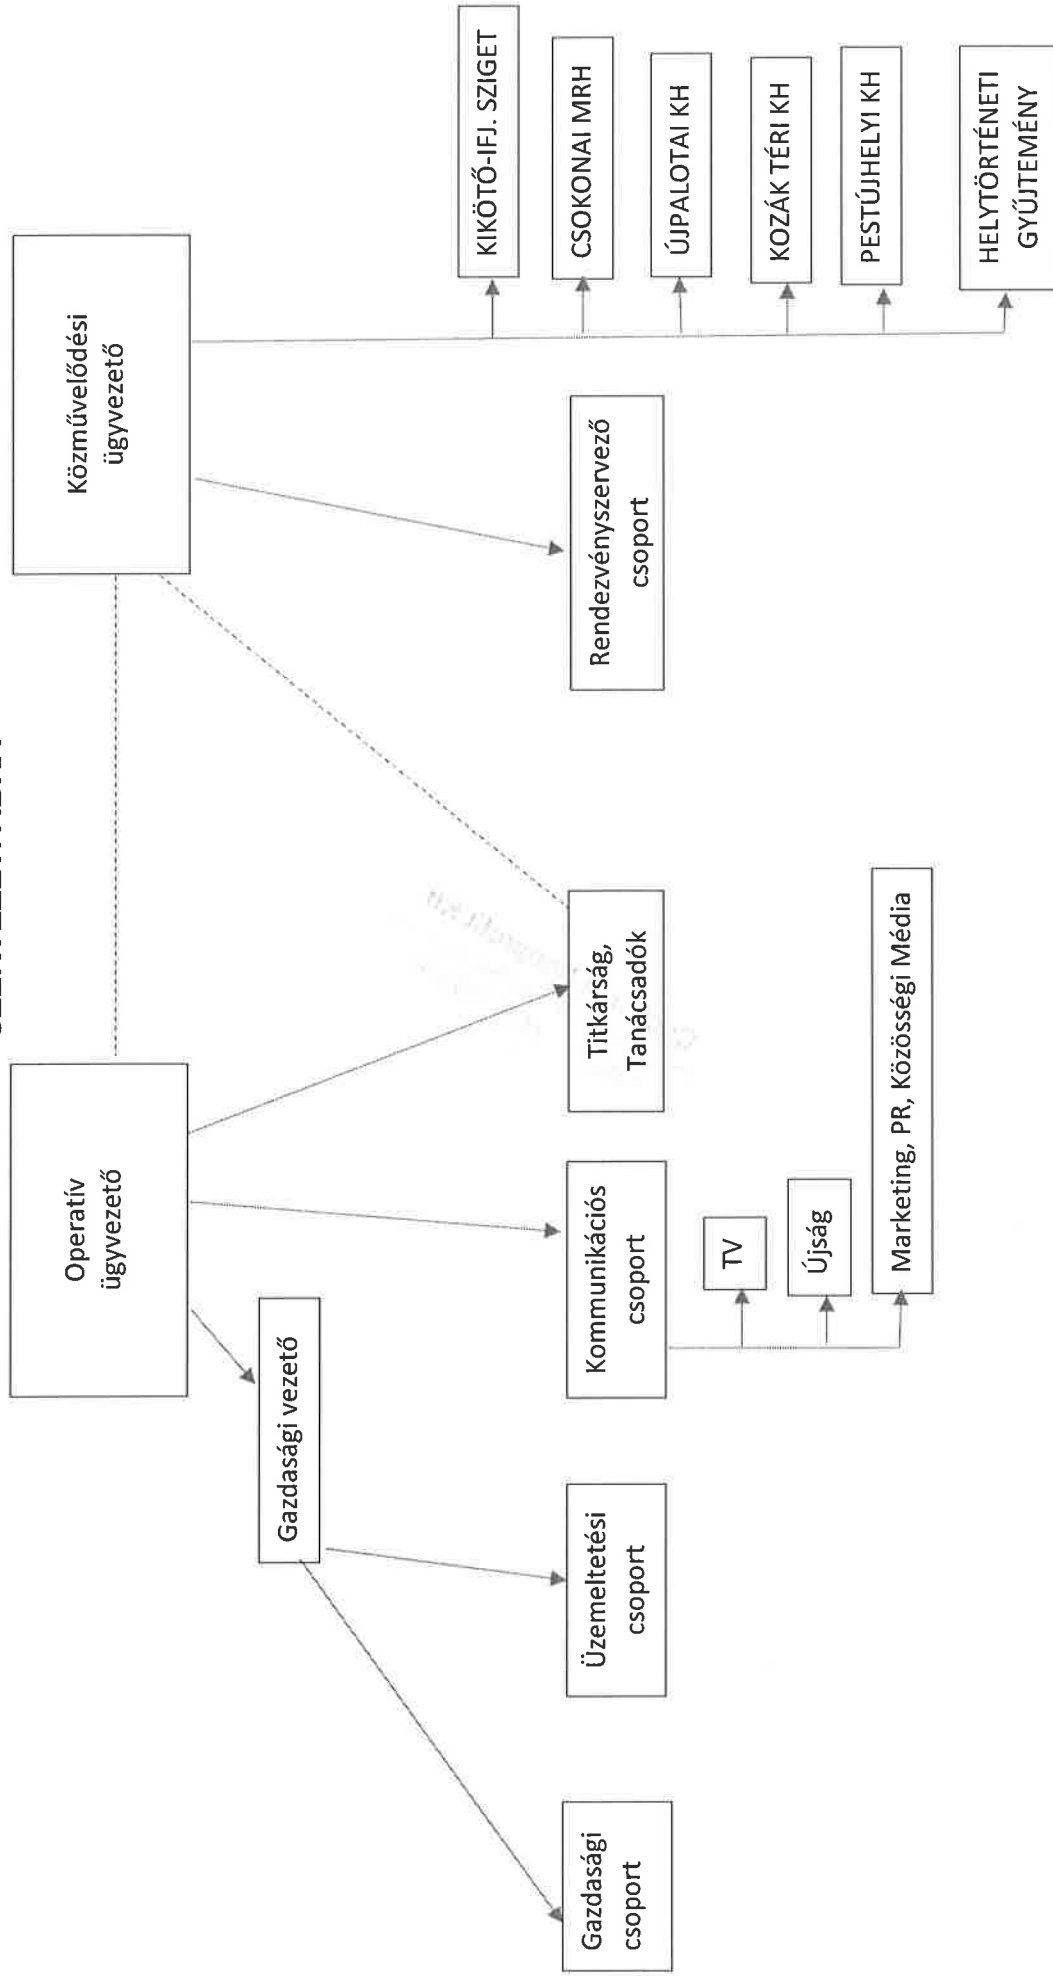 Operatív
ügyvezető
Közművelődési
ügyvezető
Gazdasági vezető
Gazdasági
csoport
Üzemeltetési
csoport
Kommunikációs
csoport
Titkárság,
Tanácsadók
Rendezvényszervező
csoport
TV
Újság
Marketing, PR, Közösségi Média
KIKÖTŐ-IFJ. SZIGET
CSOKONAI MRH
ÚJPALOTAI KH
KOZÁK TÉRI KH
PESTÚJHELYI KH
HELYTÖRTÉNETI
GYŰJTEMÉNY